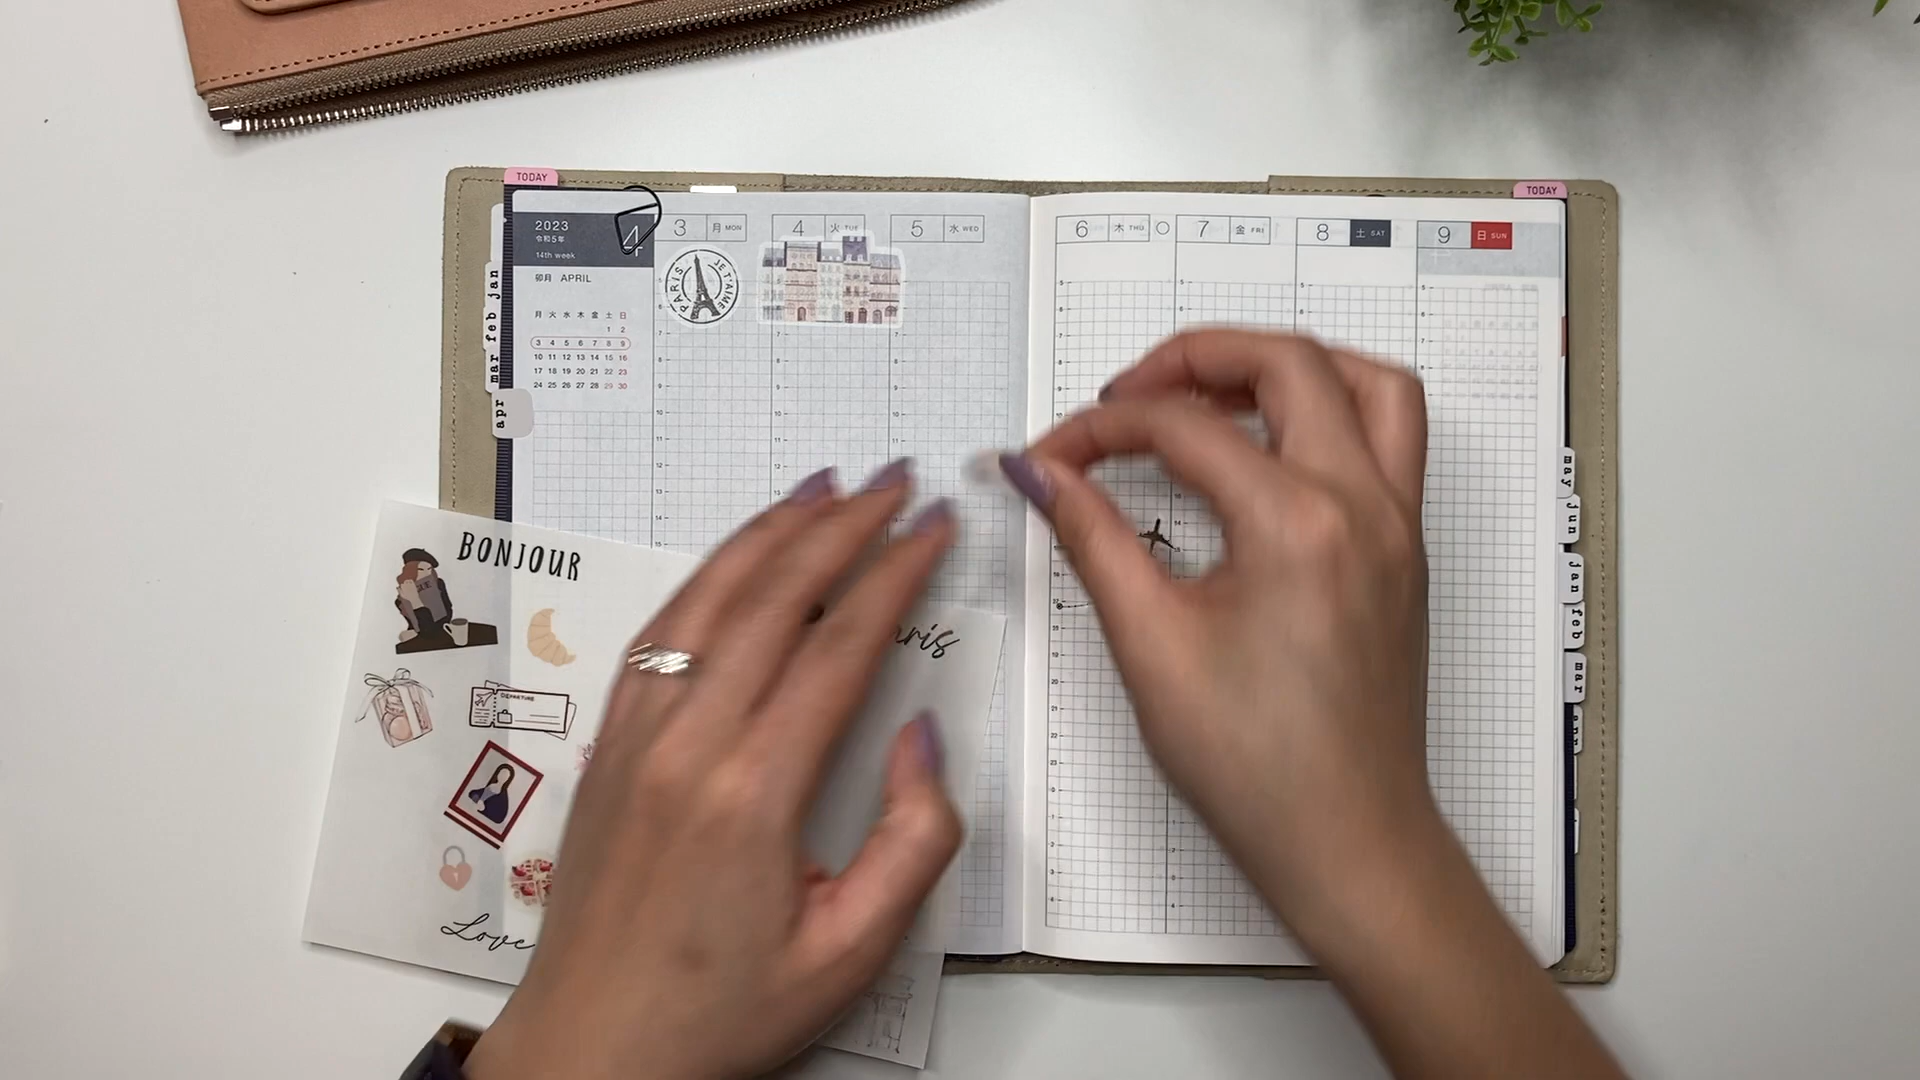 TODAY
TODAY
2023
令和5年
14th week
4
卯月 APRIL
月 火 水 木 金 土 日
1 2
3 4 5 6 7 8 9
10 11 12 13 14 15 16
17 18 19 20 21 22 23
24 25 26 27 28 29 30
3 月 MON
4 火 TUE
5 水 WED
6 木 THU
7 金 FRI
8 土 SAT
9 日 SUN
PARIS JE T'AIME
jan
feb
mar
apr
may
jun
jan
feb
mar
BONJOUR
DEPARTURE
Love